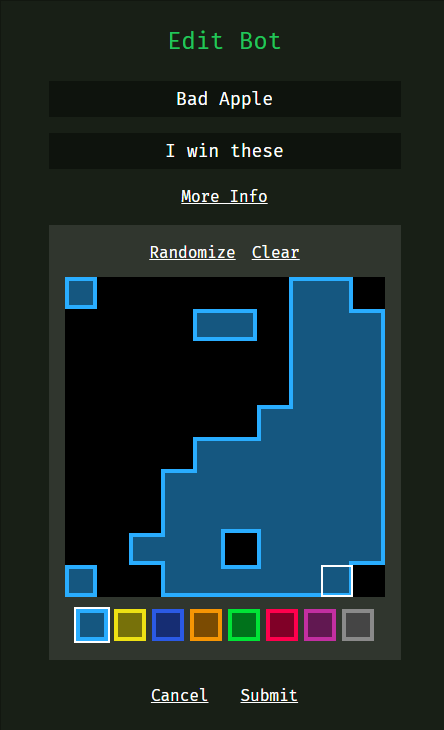 Edit Bot
Bad Apple
I win these
More Info
Randomize Clear
Cancel Submit